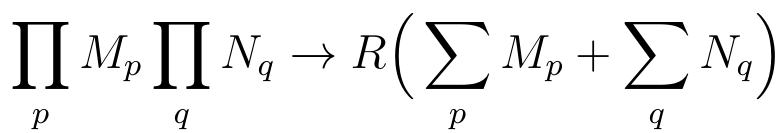 ∏_p M_p ∏_q N_q → R(∑_p M_p + ∑_q N_q)